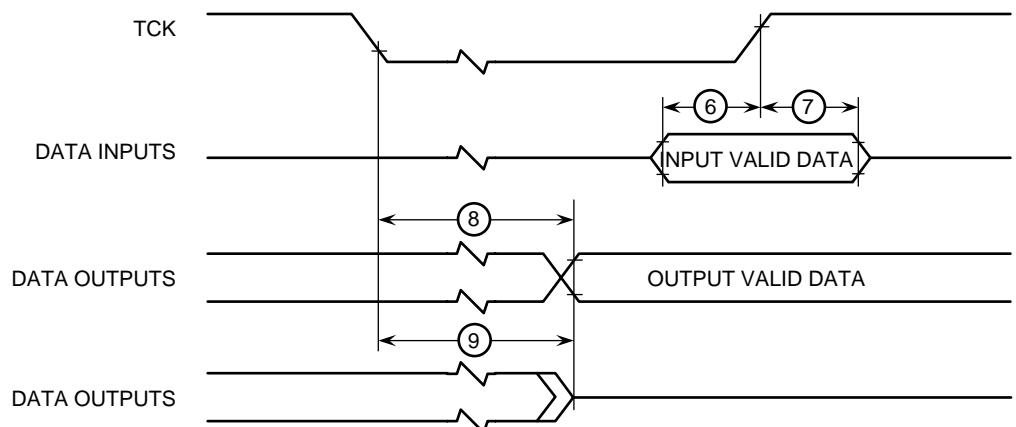 TCK
6
7
DATA INPUTS
INPUT VALID DATA
8
DATA OUTPUTS
OUTPUT VALID DATA
9
DATA OUTPUTS